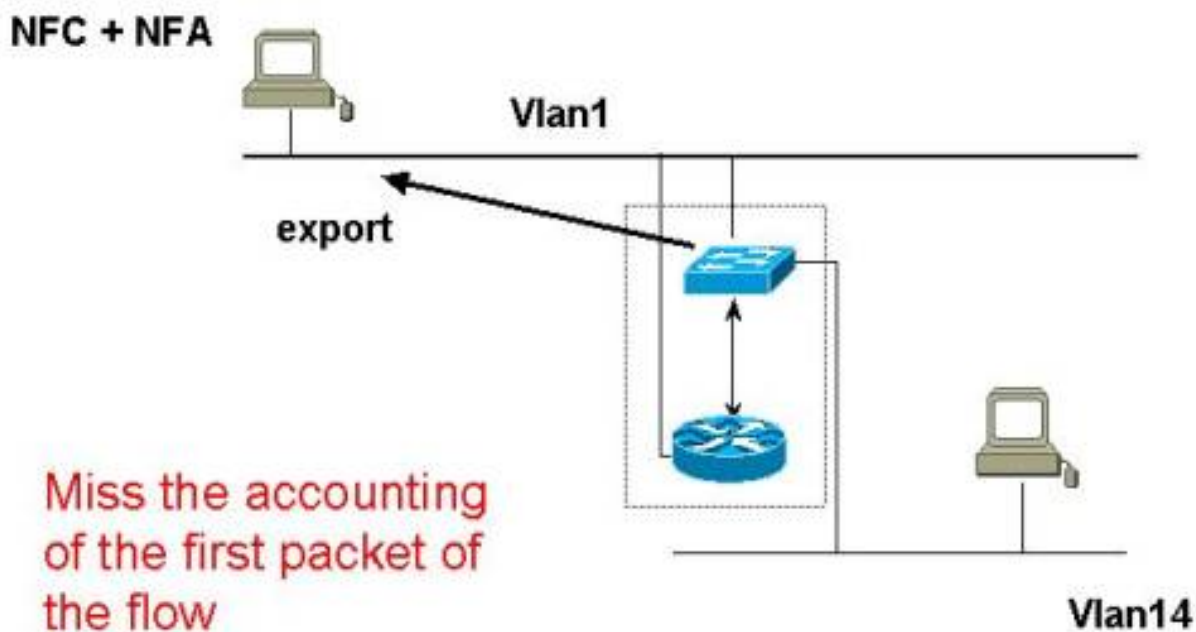 NFC + NFA
Vlan1
export
Miss the accounting
of the first packet of
the flow
Vlan14